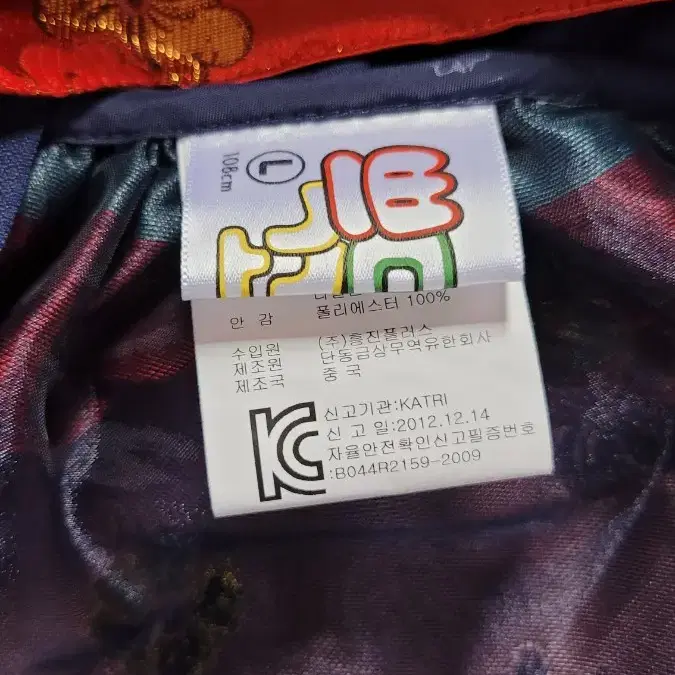 L
108cm
안 감 폴리에스터 100%
수입원 (주)흥진플러스
제조원 단동금상무역유한회사
제조국 중 국
신고기관:KATRI
신 고 일:2012.12.14
자율안전확인신고필증번호
:B044R2159-2009